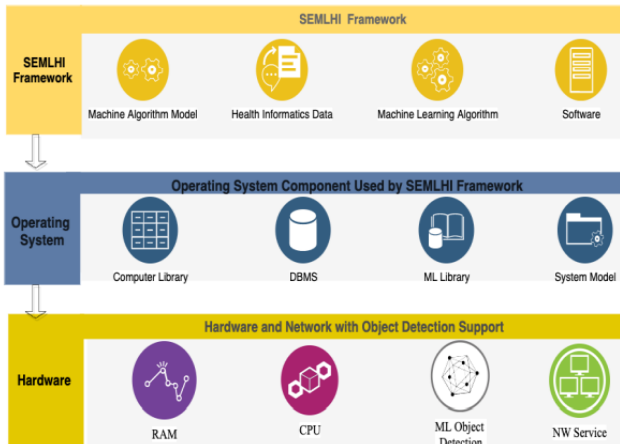 SEMLHI Framework
SEMLHI
Framework
Machine Algorithm Model
Health Informatics Data
Machine Learning Algorithm
Software
Operating System Component Used by SEMLHI Framework
Operating
System
Computer Library
DBMS
ML Library
System Model
Hardware and Network with Object Detection Support
Hardware
RAM
CPU
ML Object
Detection
NW Service